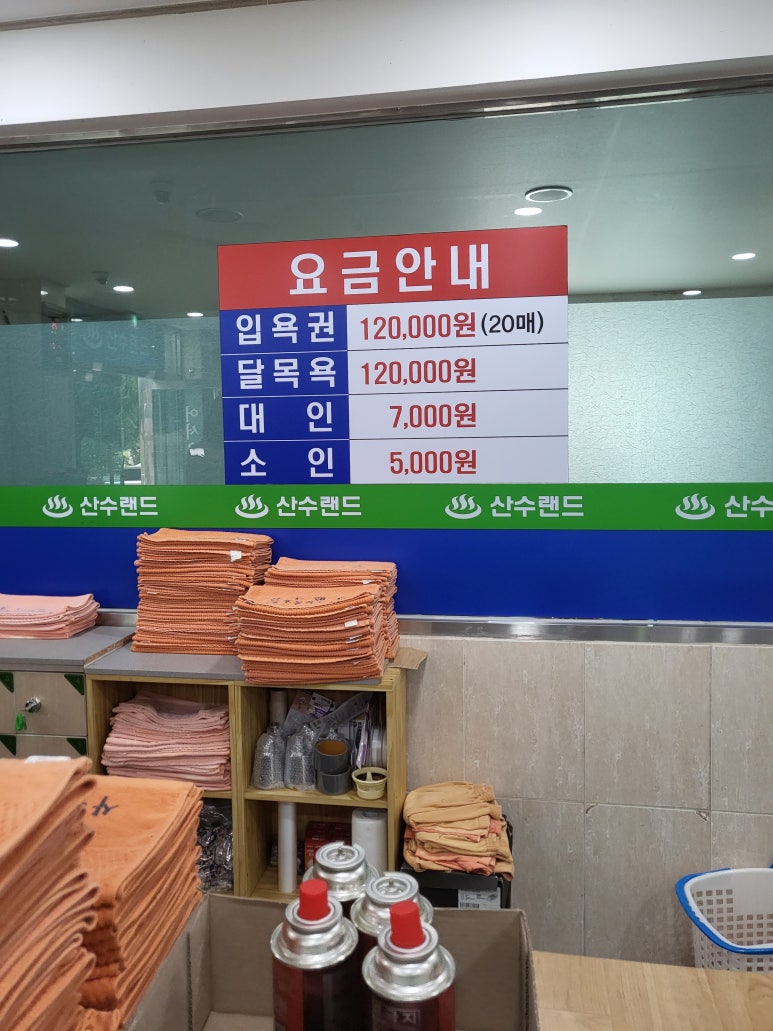 요금안내
입욕권 120,000원 (20매)
달목욕 120,000원
대인 7,000원
소인 5,000원
산수랜드 산수랜드 산수랜드 산수